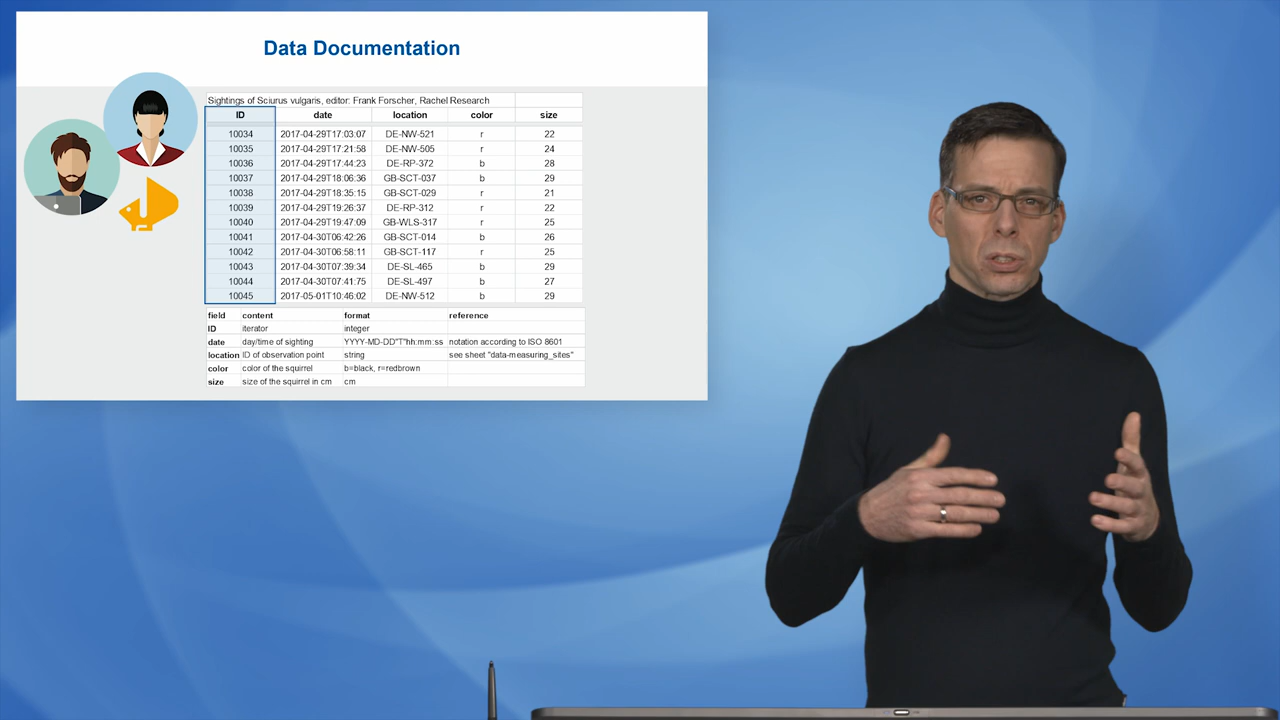 Data Documentation
Sightings of Sciurus vulgaris, editor: Frank Forscher, Rachel Research
ID date location color size
10034 2017-04-29T17:03:07 DE-NW-521 r 22
10035 2017-04-29T17:21:58 DE-NW-505 r 24
10036 2017-04-29T17:44:23 DE-RP-372 b 28
10037 2017-04-29T18:06:36 GB-SCT-037 b 29
10038 2017-04-29T18:35:15 GB-SCT-029 r 21
10039 2017-04-29T19:26:37 DE-RP-312 r 22
10040 2017-04-29T19:47:09 GB-WLS-317 r 25
10041 2017-04-30T06:42:26 GB-SCT-014 b 26
10042 2017-04-30T06:58:11 GB-SCT-117 r 25
10043 2017-04-30T07:39:34 DE-SL-465 b 29
10044 2017-04-30T07:41:75 DE-SL-497 b 27
10045 2017-05-01T10:46:02 DE-NW-512 b 29
field content format reference
ID iterator integer
date day/time of sighting YYYY-MD-DD"T"hh:mm:ss notation according to ISO 8601
location ID of observation point string see sheet "data-measuring_sites"
color color of the squirrel b=black, r=redbrown
size size of the squirrel in cm cm